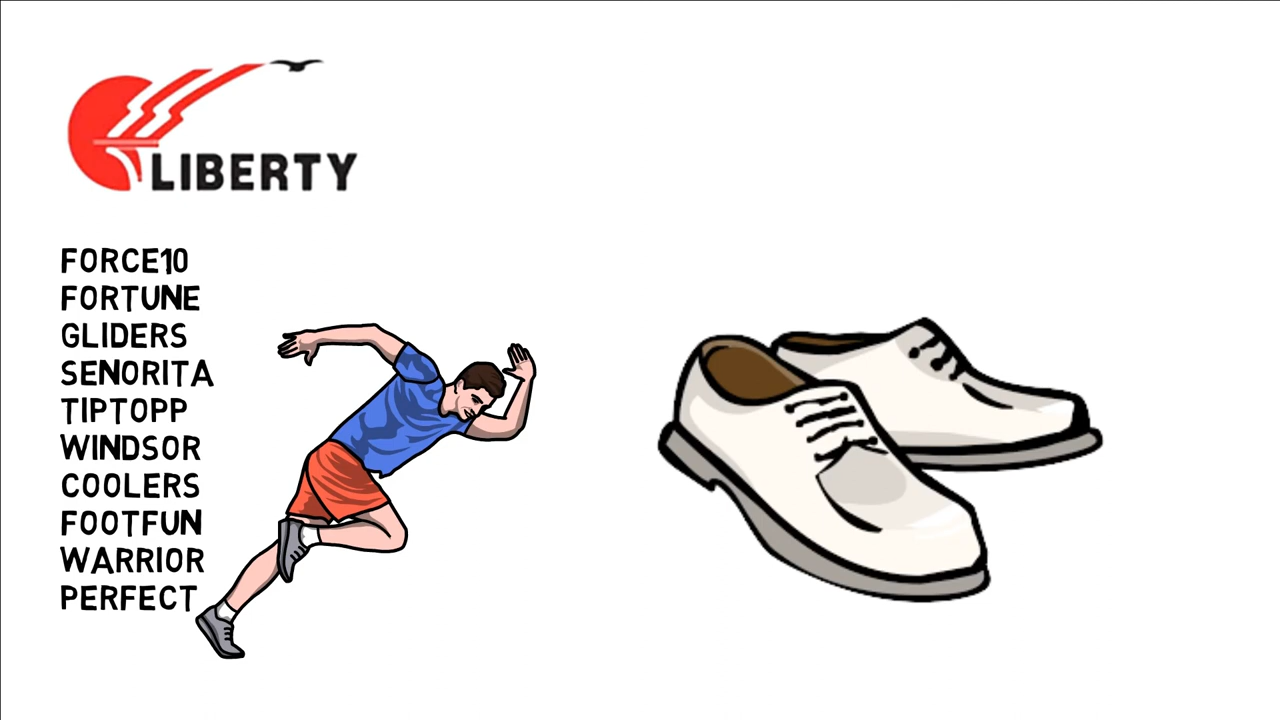 LIBERTY
FORCE10
FORTUNE
GLIDERS
SENORITA
TIPTOPP
WINDSOR
COOLERS
FOOTFUN
WARRIOR
PERFECT